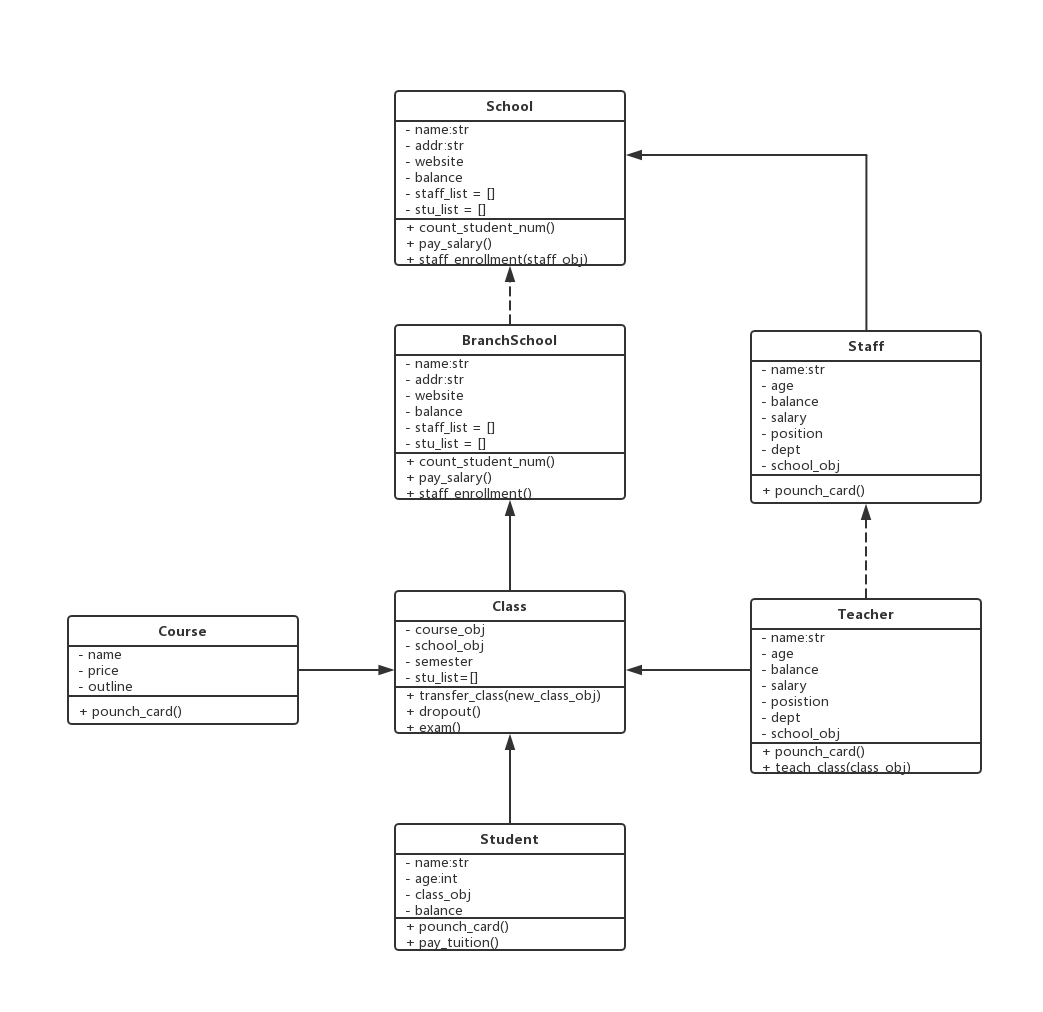 School
- name:str
- addr:str
- website
- balance
- staff_list = []
- stu_list = []
+ count_student_num()
+ pay_salary()
+ staff_enrollment(staff_obj)
BranchSchool
- name:str
- addr:str
- website
- balance
- staff_list = []
- stu_list = []
+ count_student_num()
+ pay_salary()
+ staff_enrollment()
Staff
- name:str
- age
- balance
- salary
- position
- dept
- school_obj
+ pounch_card()
Course
- name
- price
- outline
+ pounch_card()
Class
- course_obj
- school_obj
- semester
- stu_list=[]
+ transfer_class(new_class_obj)
+ dropout()
+ exam()
Teacher
- name:str
- age
- balance
- salary
- posistion
- dept
- school_obj
+ pounch_card()
+ teach_class(class_obj)
Student
- name:str
- age:int
- class_obj
- balance
+ pounch_card()
+ pay_tuition()